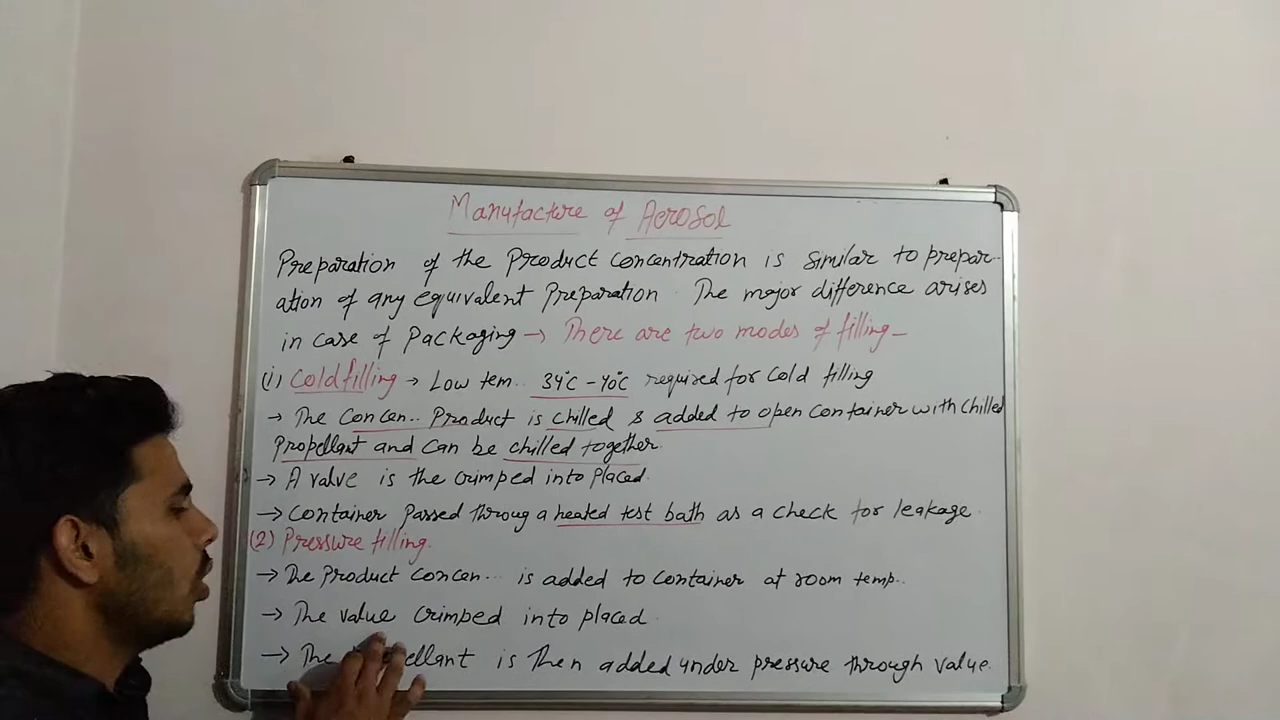 Manufacture of Aerosol
Preparation of the Product Concentration is similar to prepar-
ation of any equivalent Preparation. The major difference arises
in case of Packaging → There are two modes of filling -
(1) Cold filling → Low tem.. 34°C - 40°C required for Cold filling
→ The Concen.. Product is chilled & added to open container with chilled
Propellant and can be chilled together.
→ A valve is the crimped into placed.
→ Container Passed throug a heated test bath as a check for leakage.
(2) Pressure filling.
→ The Product Concen... is added to container at room temp..
→ The value crimped into placed.
→ The is then added under pressure through value.